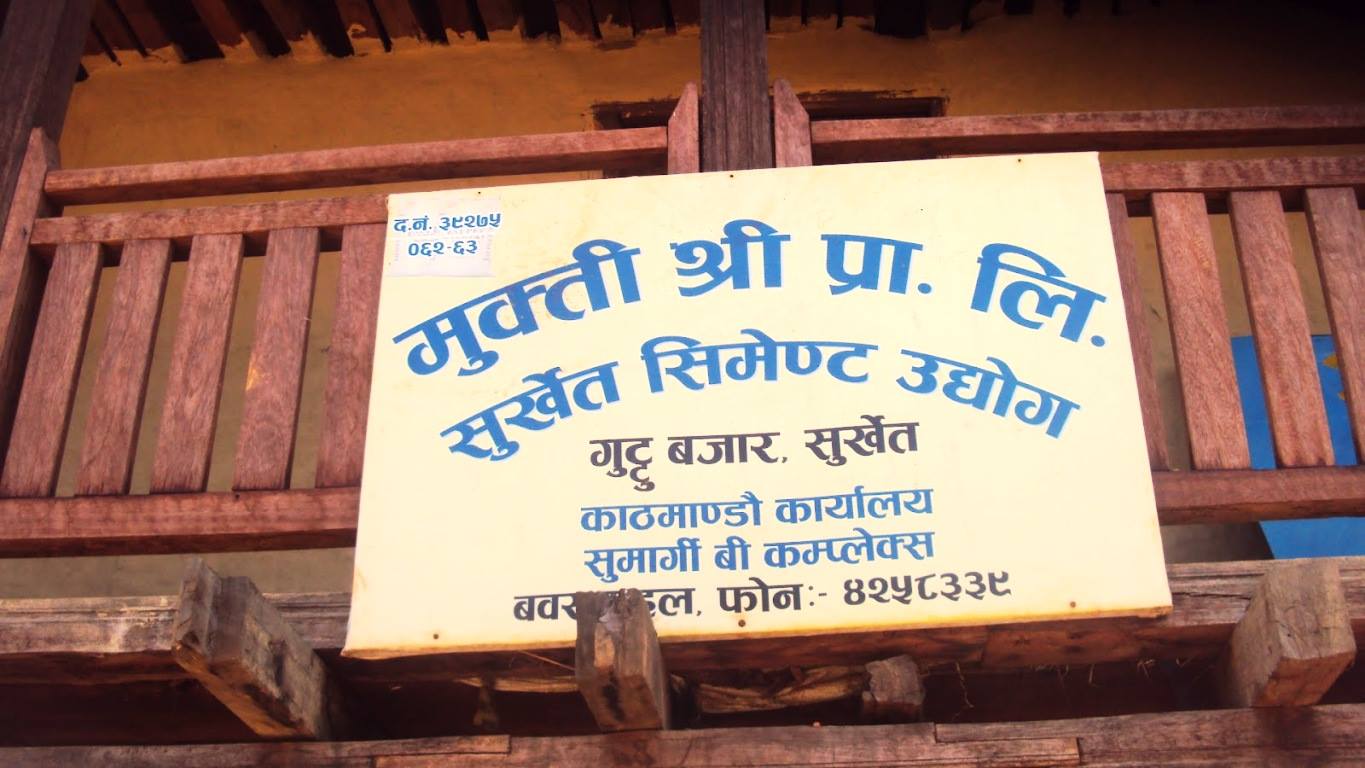 द.नं. ३९२७५
०६२-६३
मुक्ती श्री प्रा. लि.
सुर्खेत सिमेण्ट उद्योग
गुट्टु बजार, सुर्खेत
काठमाण्डौ कार्यालय
सुमार्गी बी कम्प्लेक्स
फोनः- ४२५८३३९